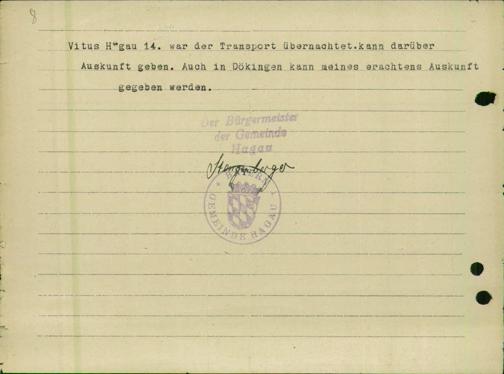 8
Vitus H"gau 14. war der Transport übernachtet.kann darüber
Auskunft geben. Auch in Dökingen kann meines erachtens Auskunft
gegeben werden.
Der Bürgermeister
der Gemeinde
Hagau
BAYERN
GEMEINDE HAGAU